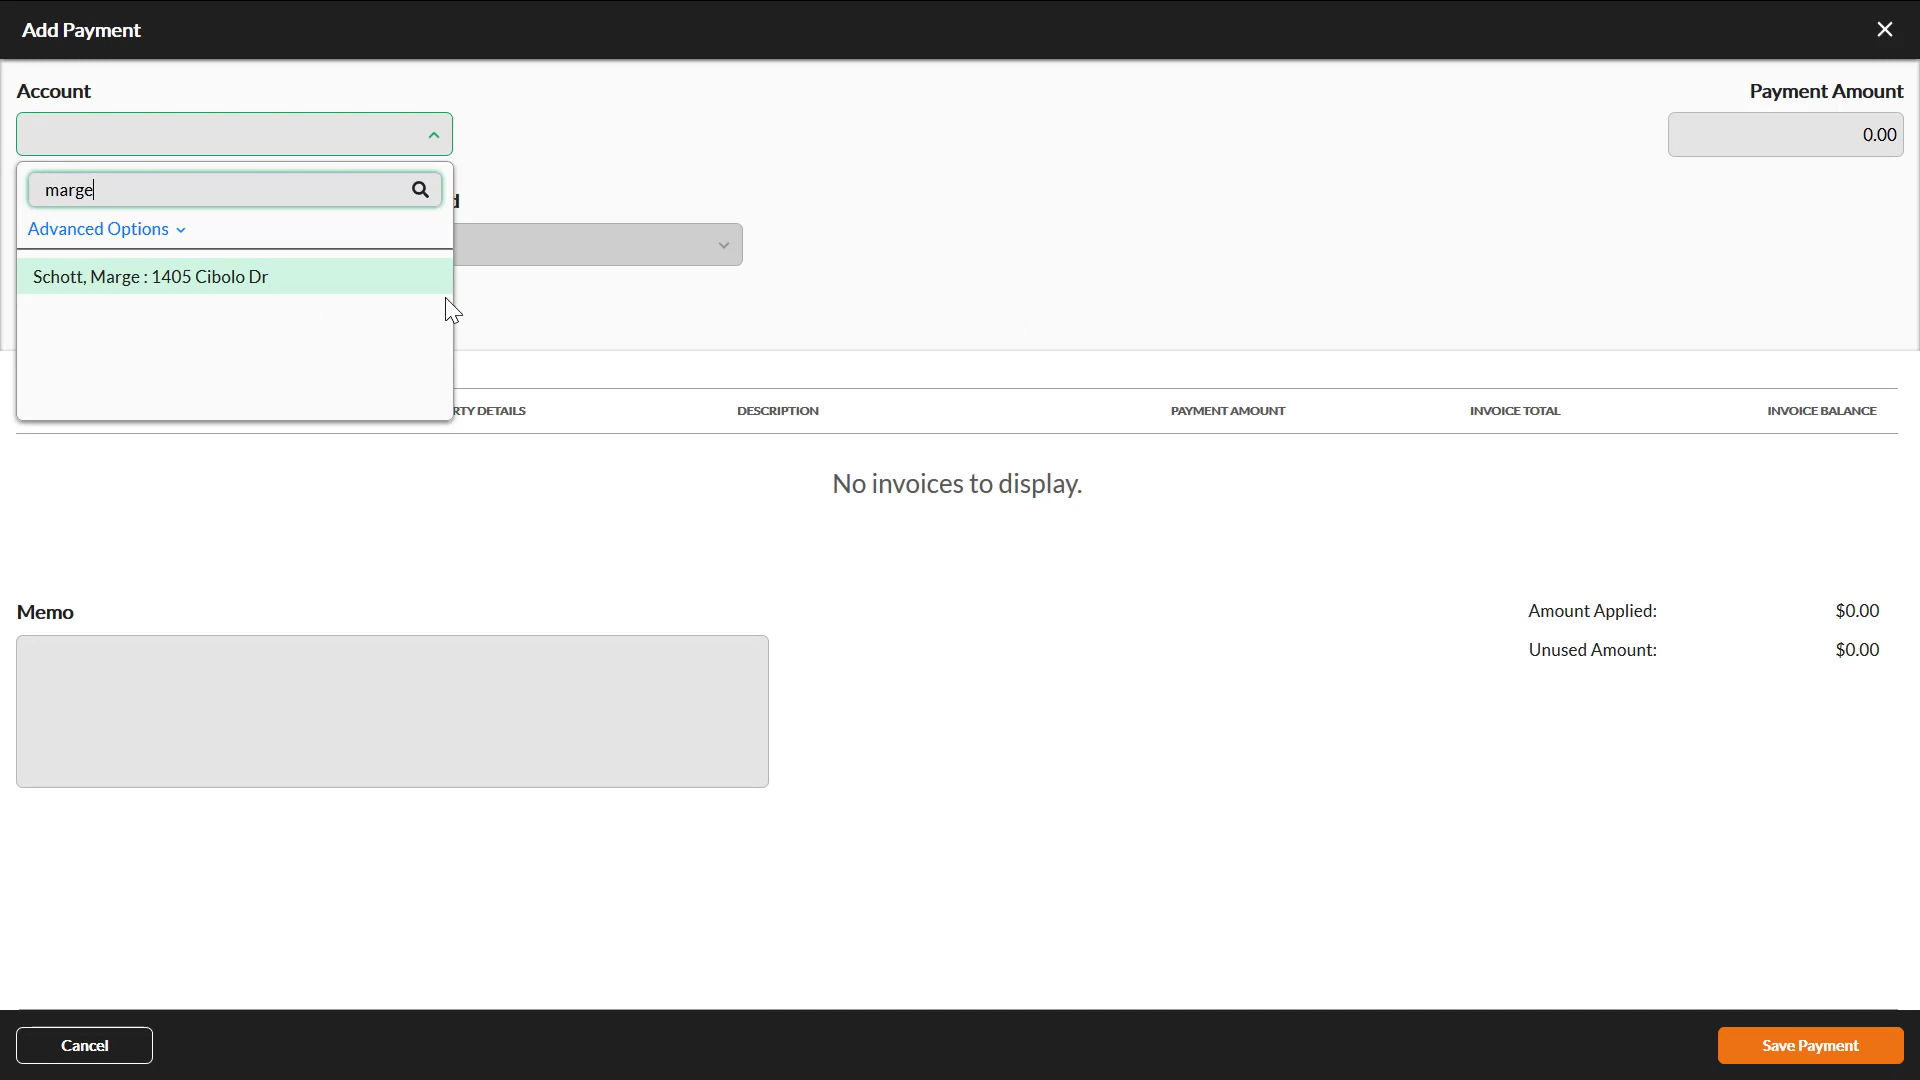 Add Payment
Account
Payment Amount
0.00
marge
Advanced Options
Schott, Marge : 1405 Cibolo Dr
RTY DETAILS
DESCRIPTION
PAYMENT AMOUNT
INVOICE TOTAL
INVOICE BALANCE
No invoices to display.
Memo
Amount Applied: $0.00
Unused Amount: $0.00
Cancel
Save Payment